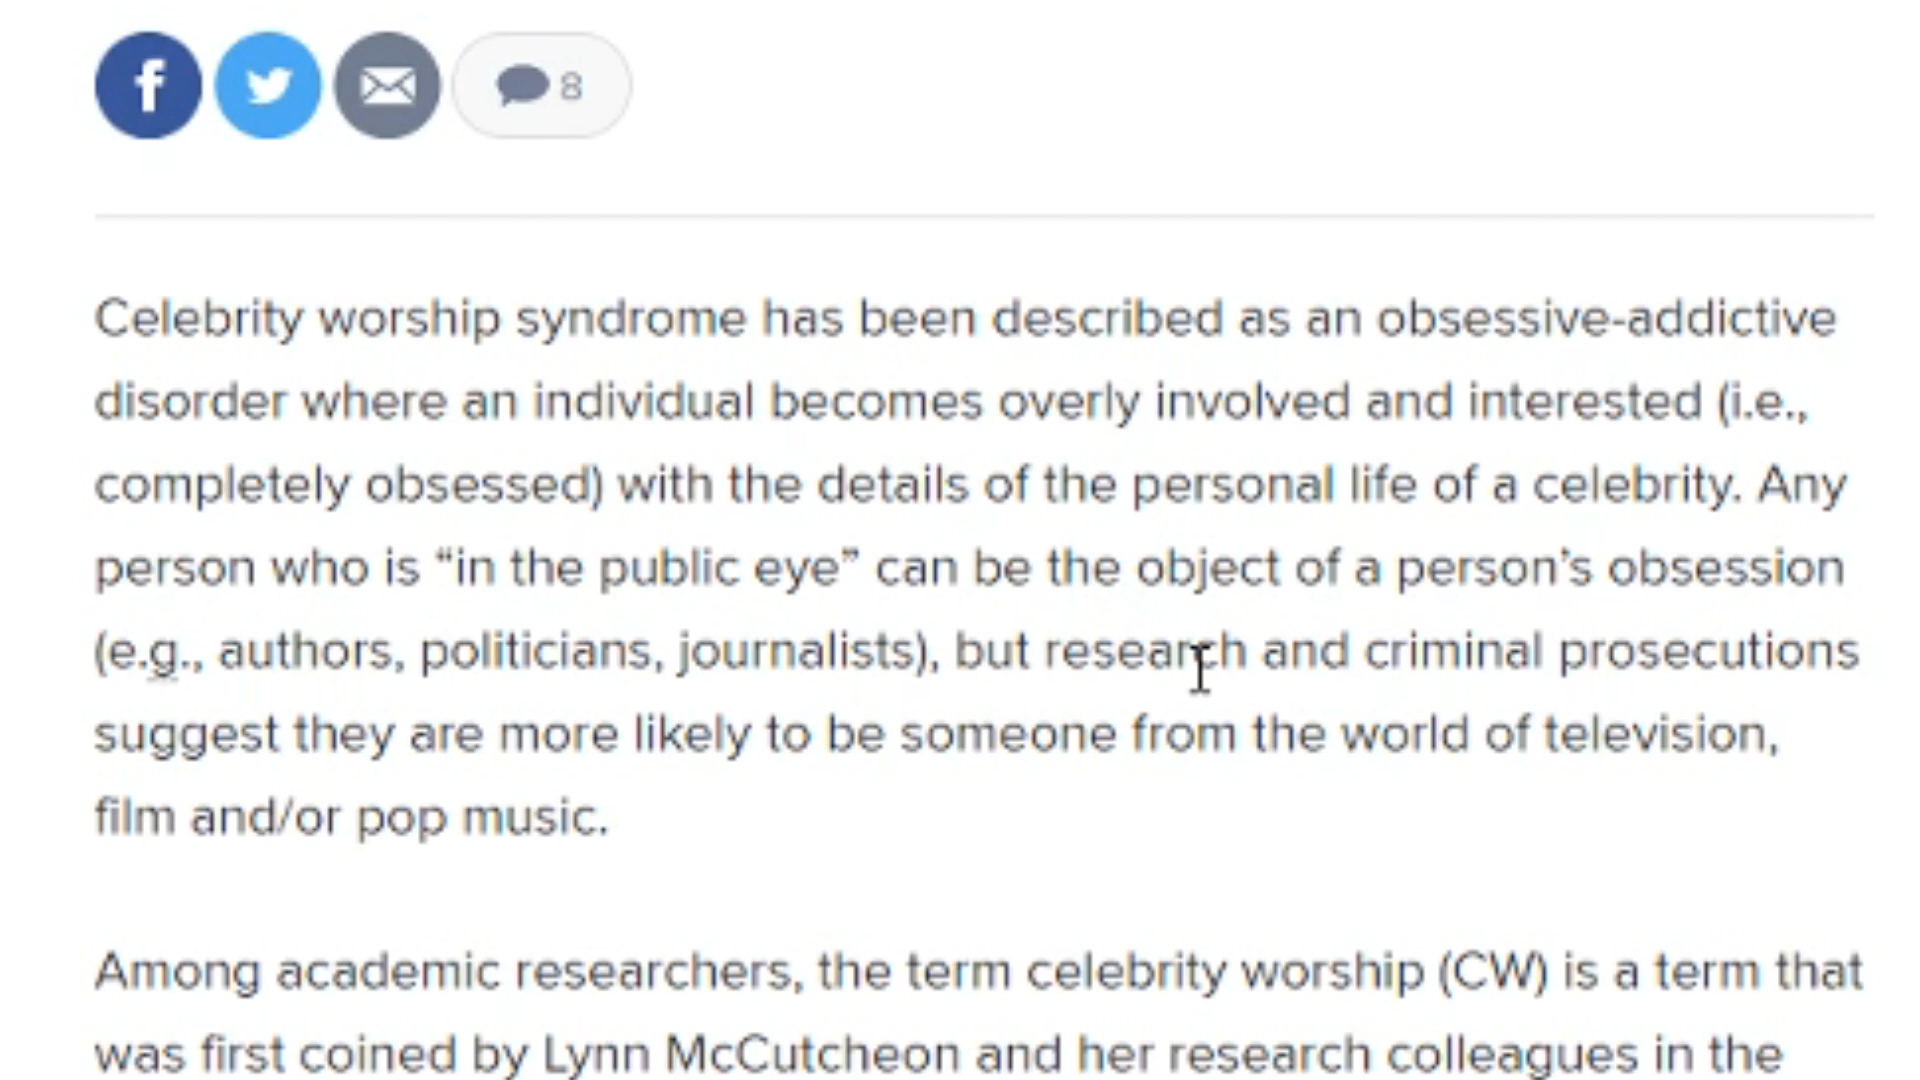 8
Celebrity worship syndrome has been described as an obsessive-addictive
disorder where an individual becomes overly involved and interested (i.e.,
completely obsessed) with the details of the personal life of a celebrity. Any
person who is “in the public eye” can be the object of a person’s obsession
(e.g., authors, politicians, journalists), but research and criminal prosecutions
suggest they are more likely to be someone from the world of television,
film and/or pop music.
Among academic researchers, the term celebrity worship (CW) is a term that
was first coined by Lynn McCutcheon and her research colleagues in the